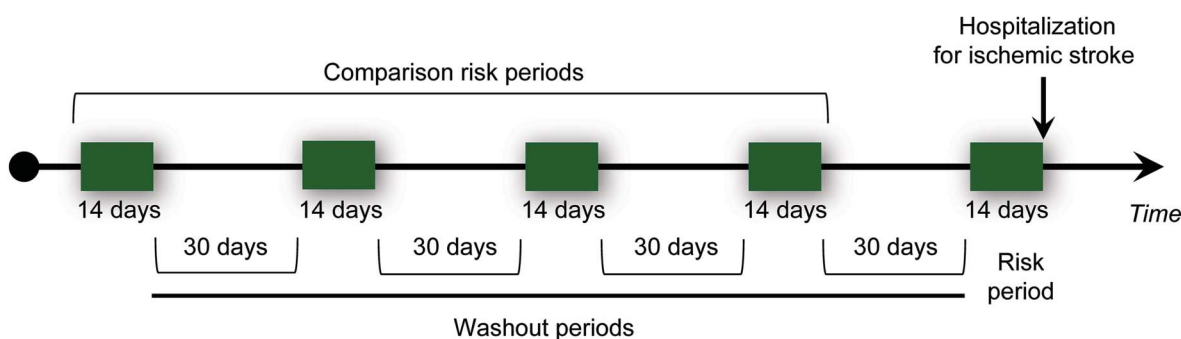 Hospitalization
for ischemic stroke
Comparison risk periods
14 days 14 days 14 days 14 days 14 days Time
30 days 30 days 30 days 30 days Risk
period
Washout periods